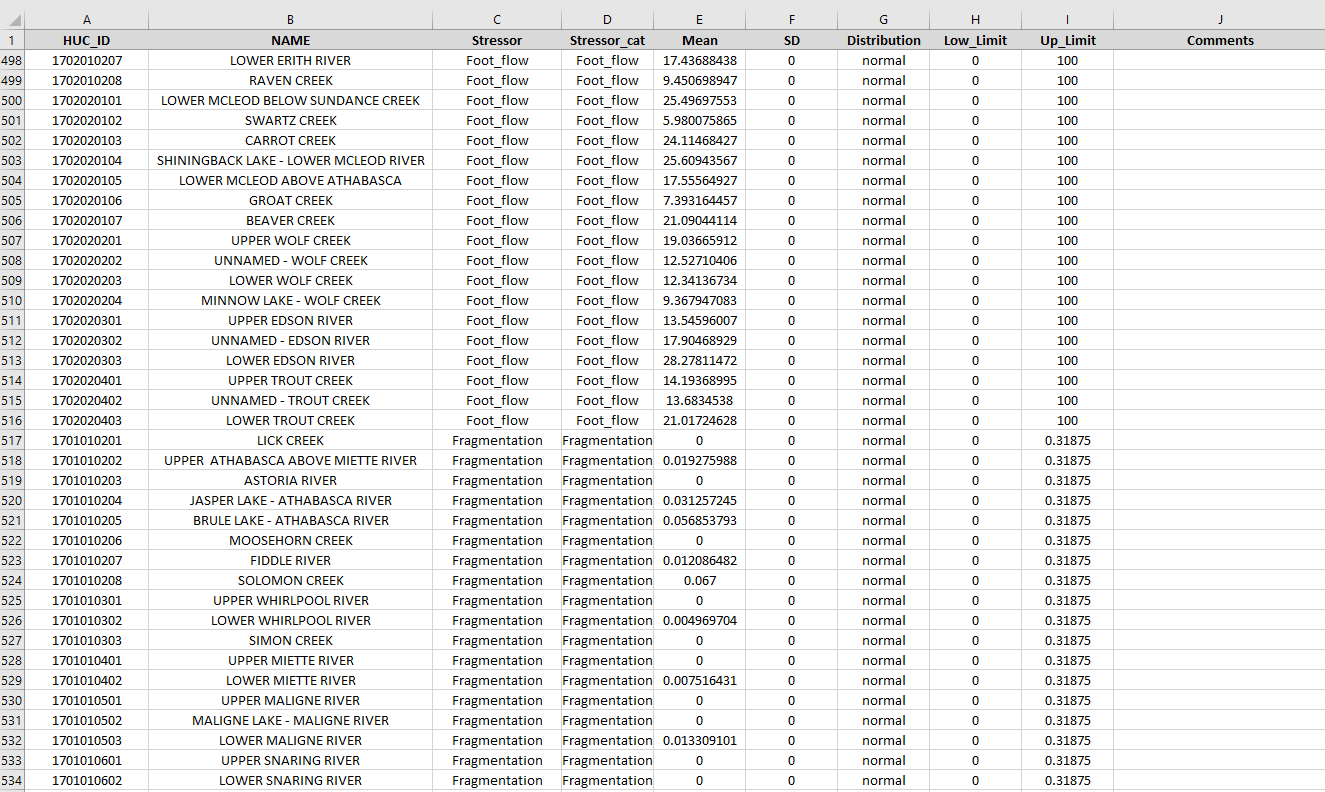 A B C D E F G H I J
1 HUC_ID NAME Stressor Stressor_cat Mean SD Distribution Low_Limit Up_Limit Comments
498 1702010207 LOWER ERITH RIVER Foot_flow Foot_flow 17.43688438 0 normal 0 100
499 1702010208 RAVEN CREEK Foot_flow Foot_flow 9.450698947 0 normal 0 100
500 1702020101 LOWER MCLEOD BELOW SUNDANCE CREEK Foot_flow Foot_flow 25.49697553 0 normal 0 100
501 1702020102 SWARTZ CREEK Foot_flow Foot_flow 5.980075865 0 normal 0 100
502 1702020103 CARROT CREEK Foot_flow Foot_flow 24.11468427 0 normal 0 100
503 1702020104 SHININGBACK LAKE - LOWER MCLEOD RIVER Foot_flow Foot_flow 25.60943567 0 normal 0 100
504 1702020105 LOWER MCLEOD ABOVE ATHABASCA Foot_flow Foot_flow 17.55564927 0 normal 0 100
505 1702020106 GROAT CREEK Foot_flow Foot_flow 7.393164457 0 normal 0 100
506 1702020107 BEAVER CREEK Foot_flow Foot_flow 21.09044114 0 normal 0 100
507 1702020201 UPPER WOLF CREEK Foot_flow Foot_flow 19.03665912 0 normal 0 100
508 1702020202 UNNAMED - WOLF CREEK Foot_flow Foot_flow 12.52710406 0 normal 0 100
509 1702020203 LOWER WOLF CREEK Foot_flow Foot_flow 12.34136734 0 normal 0 100
510 1702020204 MINNOW LAKE - WOLF CREEK Foot_flow Foot_flow 9.367947083 0 normal 0 100
511 1702020301 UPPER EDSON RIVER Foot_flow Foot_flow 13.54596007 0 normal 0 100
512 1702020302 UNNAMED - EDSON RIVER Foot_flow Foot_flow 17.90468929 0 normal 0 100
513 1702020303 LOWER EDSON RIVER Foot_flow Foot_flow 28.27811472 0 normal 0 100
514 1702020401 UPPER TROUT CREEK Foot_flow Foot_flow 14.19368995 0 normal 0 100
515 1702020402 UNNAMED - TROUT CREEK Foot_flow Foot_flow 13.6834538 0 normal 0 100
516 1702020403 LOWER TROUT CREEK Foot_flow Foot_flow 21.01724628 0 normal 0 100
517 1701010201 LICK CREEK Fragmentation Fragmentation 0 0 normal 0 0.31875
518 1701010202 UPPER  ATHABASCA ABOVE MIETTE RIVER Fragmentation Fragmentation 0.019275988 0 normal 0 0.31875
519 1701010203 ASTORIA RIVER Fragmentation Fragmentation 0 0 normal 0 0.31875
520 1701010204 JASPER LAKE - ATHABASCA RIVER Fragmentation Fragmentation 0.031257245 0 normal 0 0.31875
521 1701010205 BRULE LAKE - ATHABASCA RIVER Fragmentation Fragmentation 0.056853793 0 normal 0 0.31875
522 1701010206 MOOSEHORN CREEK Fragmentation Fragmentation 0 0 normal 0 0.31875
523 1701010207 FIDDLE RIVER Fragmentation Fragmentation 0.012086482 0 normal 0 0.31875
524 1701010208 SOLOMON CREEK Fragmentation Fragmentation 0.067 0 normal 0 0.31875
525 1701010301 UPPER WHIRLPOOL RIVER Fragmentation Fragmentation 0 0 normal 0 0.31875
526 1701010302 LOWER WHIRLPOOL RIVER Fragmentation Fragmentation 0.004969704 0 normal 0 0.31875
527 1701010303 SIMON CREEK Fragmentation Fragmentation 0 0 normal 0 0.31875
528 1701010401 UPPER MIETTE RIVER Fragmentation Fragmentation 0 0 normal 0 0.31875
529 1701010402 LOWER MIETTE RIVER Fragmentation Fragmentation 0.007516431 0 normal 0 0.31875
530 1701010501 UPPER MALIGNE RIVER Fragmentation Fragmentation 0 0 normal 0 0.31875
531 1701010502 MALIGNE LAKE - MALIGNE RIVER Fragmentation Fragmentation 0 0 normal 0 0.31875
532 1701010503 LOWER MALIGNE RIVER Fragmentation Fragmentation 0.013309101 0 normal 0 0.31875
533 1701010601 UPPER SNARING RIVER Fragmentation Fragmentation 0 0 normal 0 0.31875
534 1701010602 LOWER SNARING RIVER Fragmentation Fragmentation 0 0 normal 0 0.31875